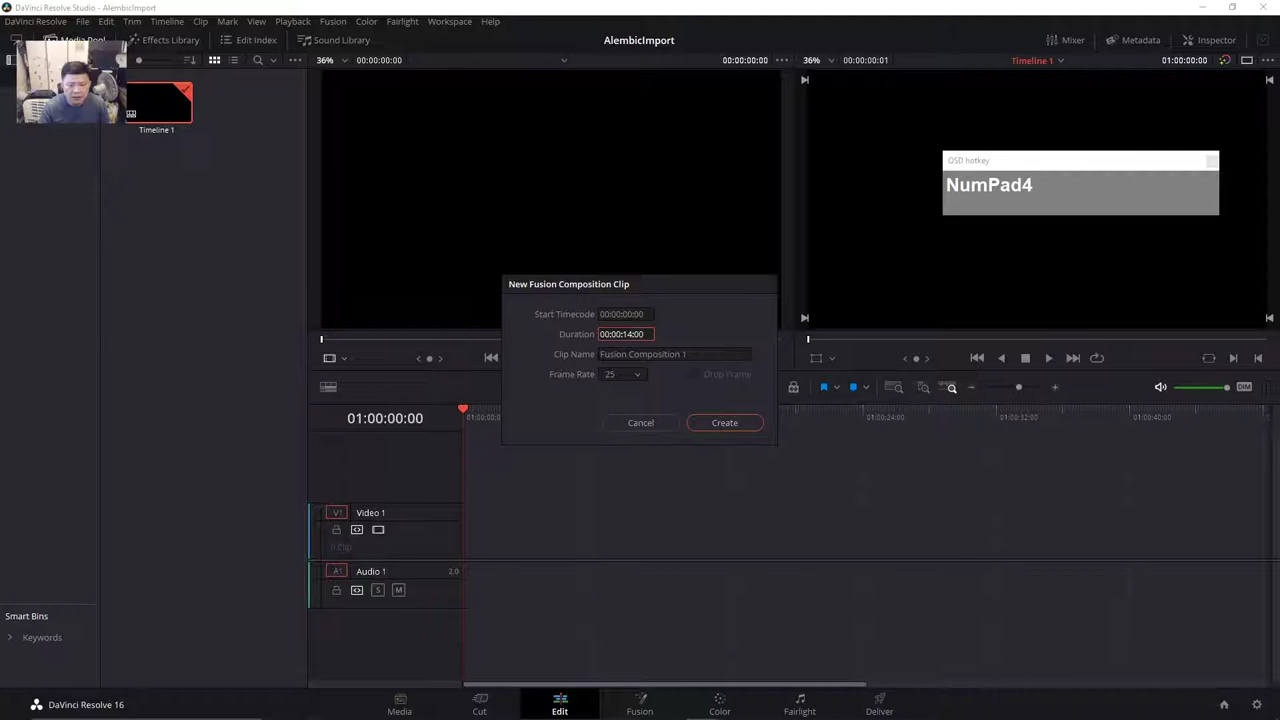 DaVinci Resolve Studio - AlembicImport
DaVinci Resolve File Edit Trim Timeline Clip Mark View Playback Fusion Color Fairlight Workspace Help
Media Pool Effects Library Edit Index Sound Library AlembicImport Mixer Metadata Inspector
36% 00:00:00:00 00:00:00:00 36% 00:00:00:01 Timeline 1 01:00:00:00
Timeline 1
OSD hotkey
NumPad4
New Fusion Composition Clip
Start Timecode 00:00:00:00
Duration 00:00:14:00
Clip Name Fusion Composition 1
Frame Rate 25 Drop Frame
Cancel Create
DIM
01:00:00:00
01:00:24:00 01:00:32:00 01:00:40:00
V1 Video 1
0 Clip
A1 Audio 1 2.0
S M
Smart Bins
Keywords
DaVinci Resolve 16
Media Cut Edit Fusion Color Fairlight Deliver